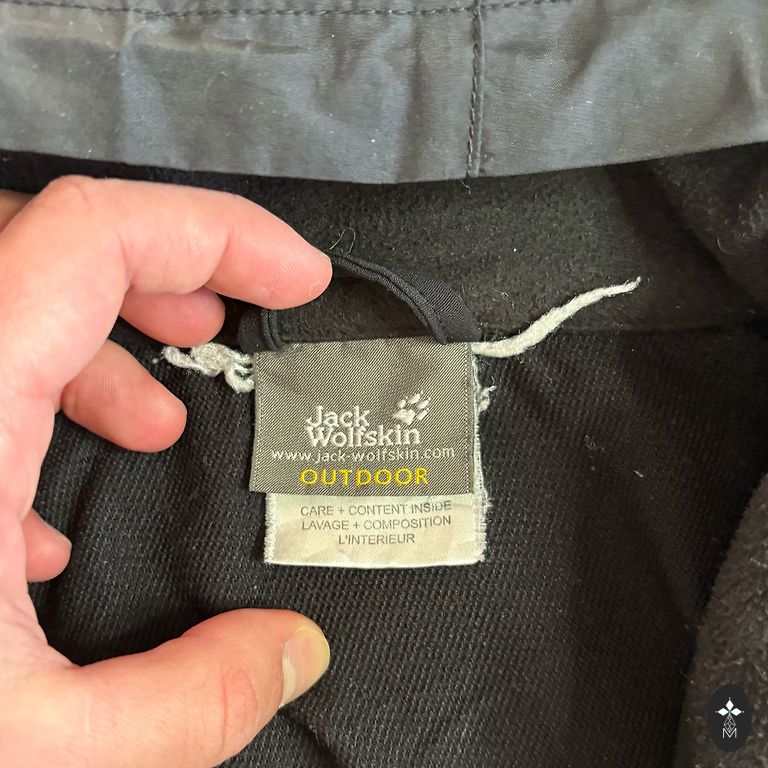 Jack
Wolfskin
www.jack-wolfskin.com
OUTDOOR
CARE + CONTENT INSIDE
LAVAGE + COMPOSITION
L'INTERIEUR
M